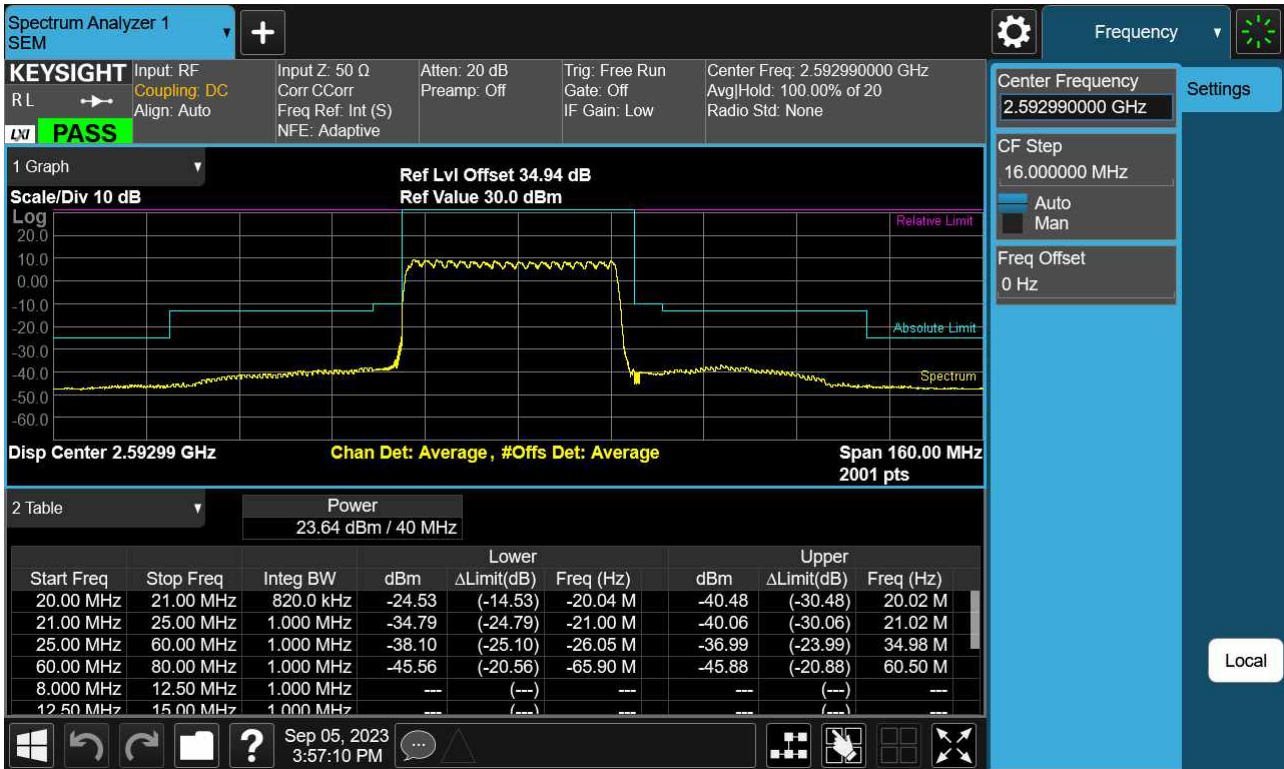 Spectrum Analyzer 1
SEM
+
Frequency
KEYSIGHT
R L
LXI
PASS
Input: RF
Coupling: DC
Align: Auto
Input Z: 50 Ω
Corr CCorr
Freq Ref: Int (S)
NFE: Adaptive
Atten: 20 dB
Preamp: Off
Trig: Free Run
Gate: Off
IF Gain: Low
Center Freq: 2.592990000 GHz
Avg|Hold: 100.00% of 20
Radio Std: None
Center Frequency
2.592990000 GHz
Settings
CF Step
16.000000 MHz
Auto
Man
Freq Offset
0 Hz
Local
1 Graph
Scale/Div 10 dB
Ref Lvl Offset 34.94 dB
Ref Value 30.0 dBm
Log
20.0
10.0
0.00
-10.0
-20.0
-30.0
-40.0
-50.0
-60.0
Relative Limit
Absolute Limit
Spectrum
Disp Center 2.59299 GHz
Chan Det: Average , #Offs Det: Average
Span 160.00 MHz
2001 pts
2 Table
Power
23.64 dBm / 40 MHz
Lower Upper
Start Freq Stop Freq Integ BW dBm ΔLimit(dB) Freq (Hz) dBm ΔLimit(dB) Freq (Hz)
20.00 MHz 21.00 MHz 820.0 kHz -24.53 (-14.53) -20.04 M -40.48 (-30.48) 20.02 M
21.00 MHz 25.00 MHz 1.000 MHz -34.79 (-24.79) -21.00 M -40.06 (-30.06) 21.02 M
25.00 MHz 60.00 MHz 1.000 MHz -38.10 (-25.10) -26.05 M -36.99 (-23.99) 34.98 M
60.00 MHz 80.00 MHz 1.000 MHz -45.56 (-20.56) -65.90 M -45.88 (-20.88) 60.50 M
8.000 MHz 12.50 MHz 1.000 MHz --- (---) --- --- (---) ---
12.50 MHz 15.00 MHz 1.000 MHz --- (---) --- --- (---) ---
?
Sep 05, 2023
3:57:10 PM